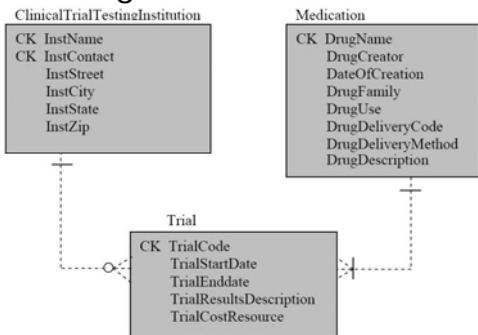 ClinicalTrialTestingInstitution
CK InstName
CK InstContact
InstStreet
InstCity
InstState
InstZip
Medication
CK DrugName
DrugCreator
DateOfCreation
DrugFamily
DrugUse
DrugDeliveryCode
DrugDeliveryMethod
DrugDescription
Trial
CK TrialCode
TrialStartDate
TrialEnddate
TrialResultsDescription
TrialCostResource